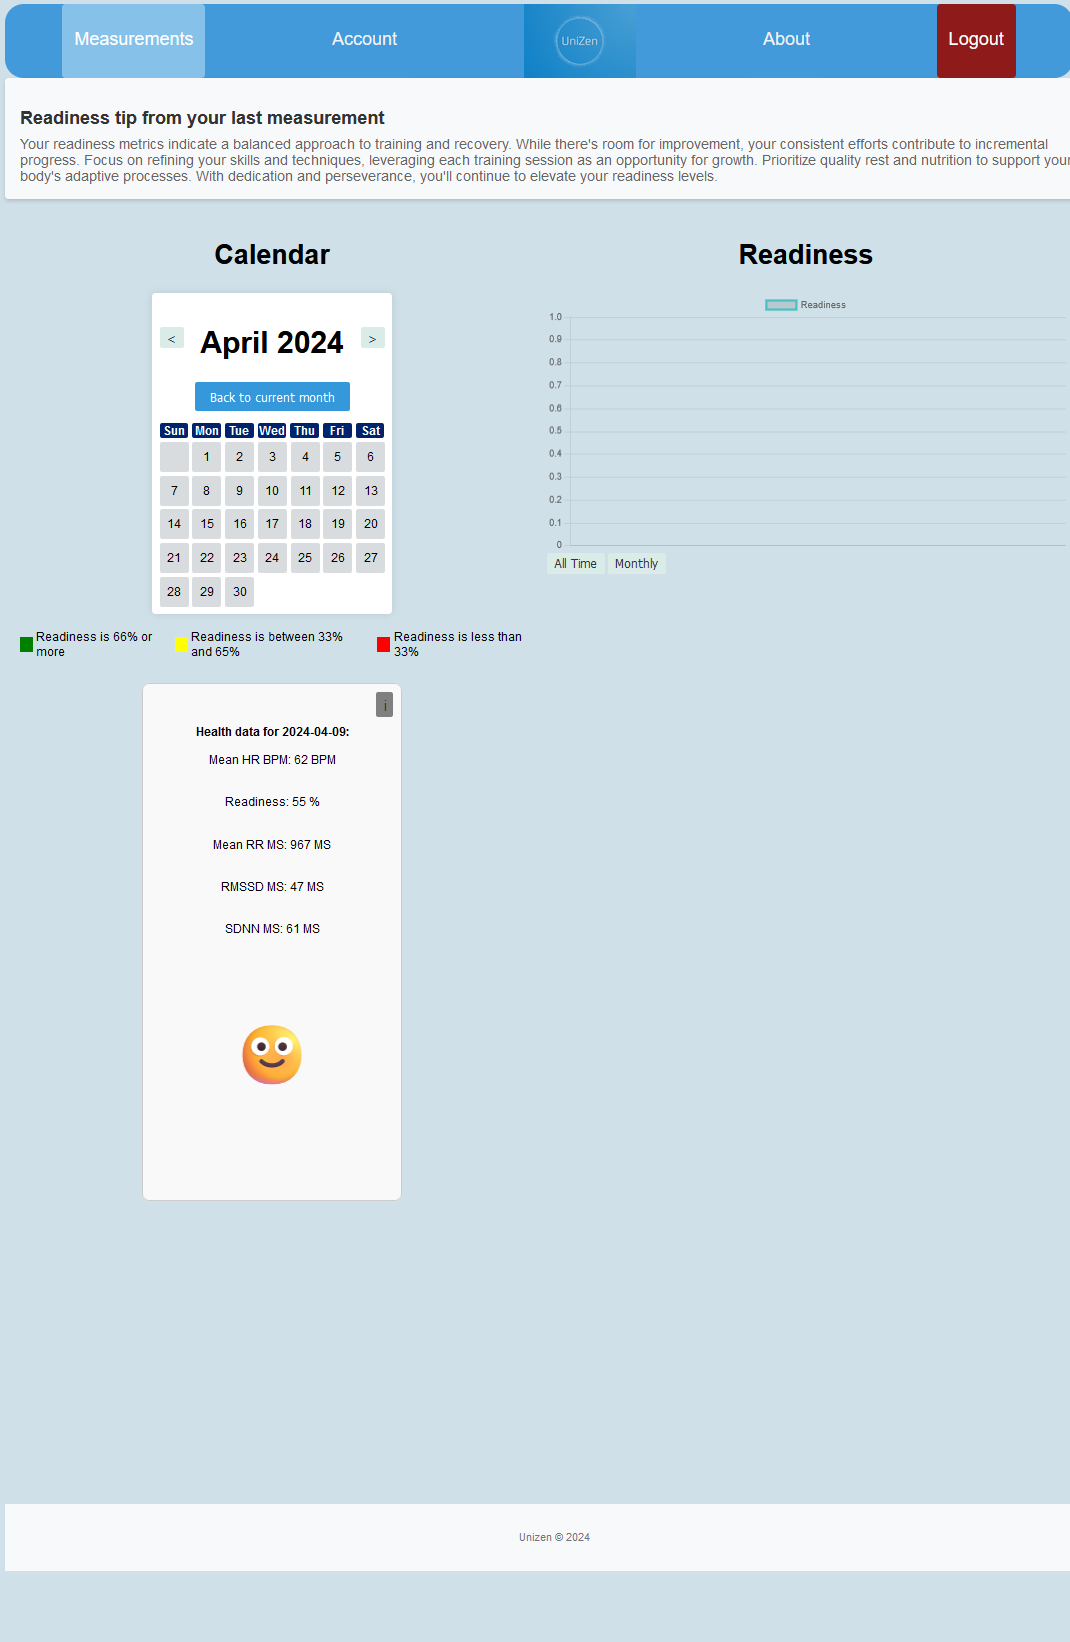 Measurements
Account
UniZen
About
Logout
Readiness tip from your last measurement
Your readiness metrics indicate a balanced approach to training and recovery. While there's room for improvement, your consistent efforts contribute to incremental
progress. Focus on refining your skills and techniques, leveraging each training session as an opportunity for growth. Prioritize quality rest and nutrition to support your
body's adaptive processes. With dedication and perseverance, you'll continue to elevate your readiness levels.
Calendar
< April 2024 >
Back to current month
Sun Mon Tue Wed Thu Fri Sat
1 2 3 4 5 6
7 8 9 10 11 12 13
14 15 16 17 18 19 20
21 22 23 24 25 26 27
28 29 30
Readiness is 66% or
more
Readiness is between 33%
and 65%
Readiness is less than
33%
i
Health data for 2024-04-09:
Mean HR BPM: 62 BPM
Readiness: 55 %
Mean RR MS: 967 MS
RMSSD MS: 47 MS
SDNN MS: 61 MS
Readiness
Readiness
1.0
0.9
0.8
0.7
0.6
0.5
0.4
0.3
0.2
0.1
0
All Time
Monthly
Unizen © 2024